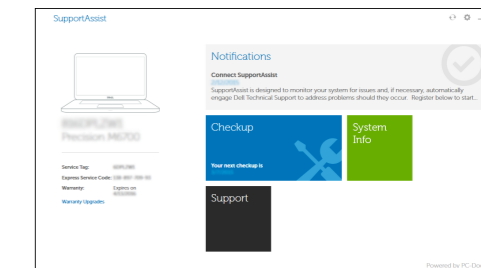 SupportAssist
Notifications
Connect SupportAssist
SupportAssist is designed to monitor your system for issues and, if necessary, automatically
engage Dell Technical Support to address problems should they occur. Register below to start...
Precision M6700
Checkup
System
Info
Service Tag:
Express Service Code:
Warranty: Expires on
Warranty Upgrades
Your next checkup is
Support
Powered by PC-Doc